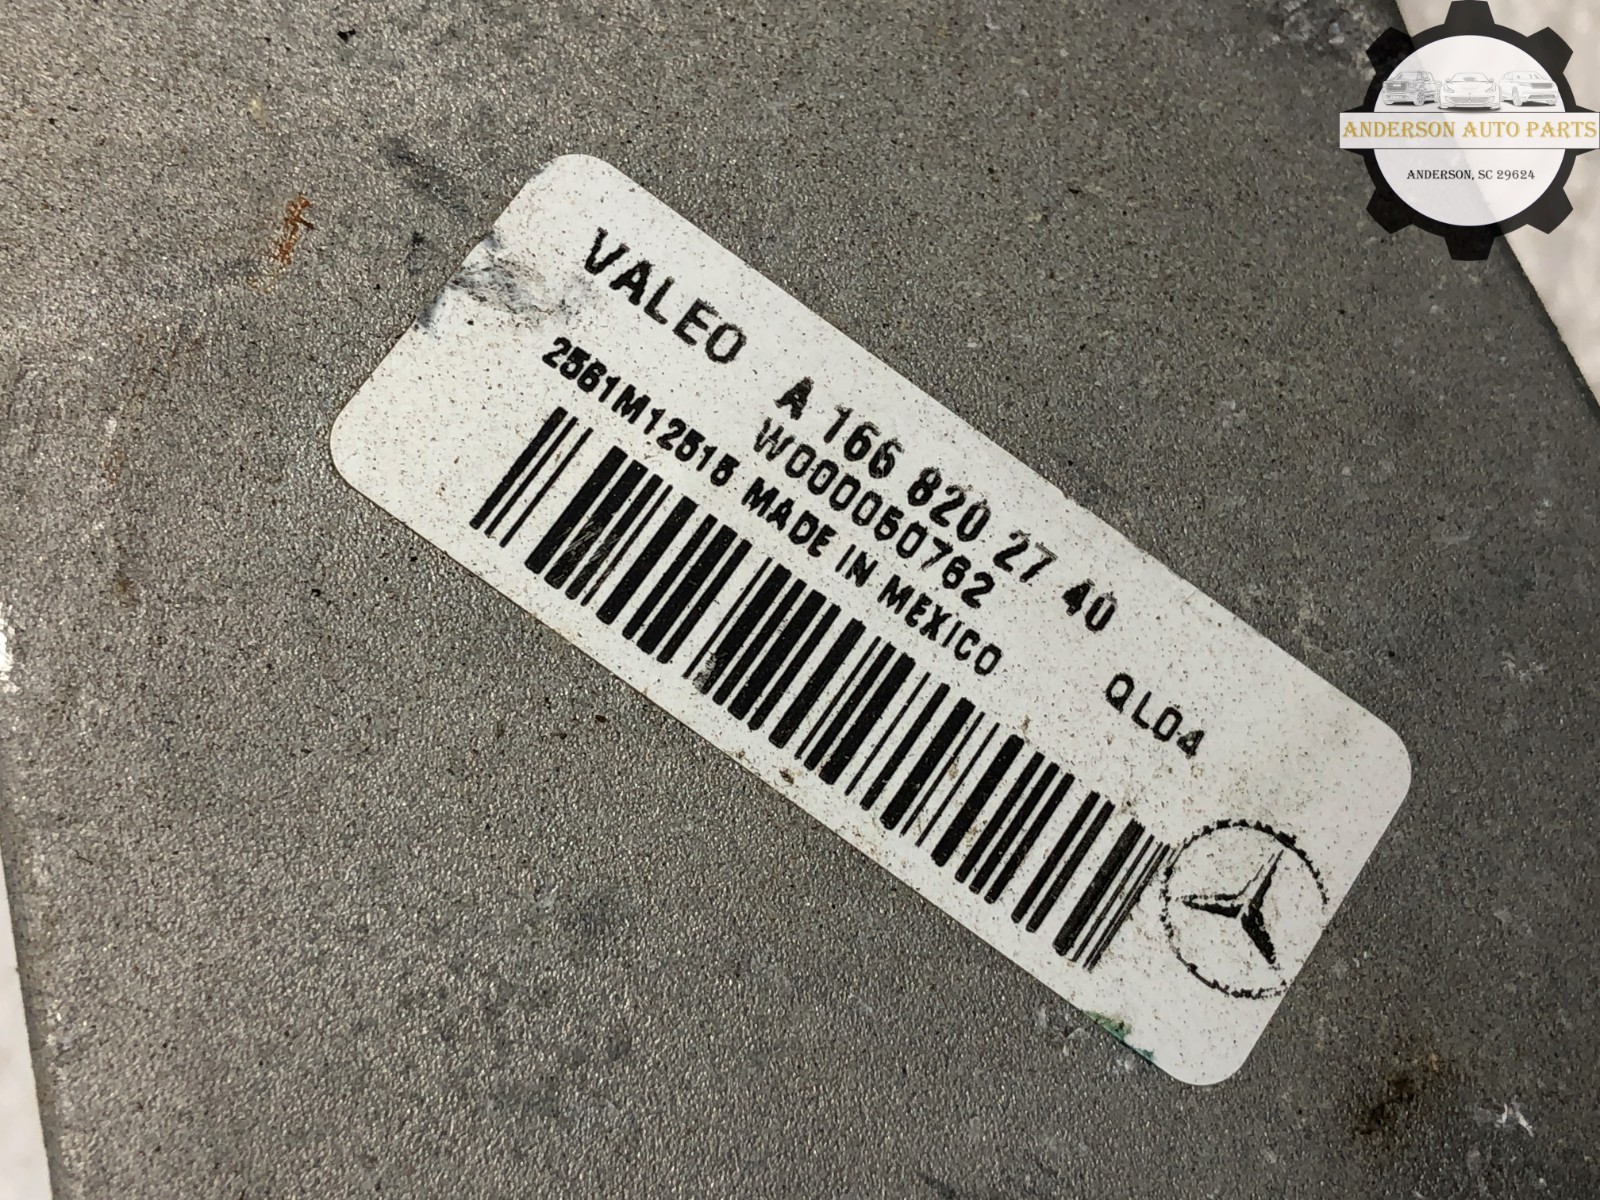 VALEO A 166 820 27 40
W000050762
2561M12515 MADE IN MEXICO QL04
ANDERSON AUTO PARTS
ANDERSON, SC 29624